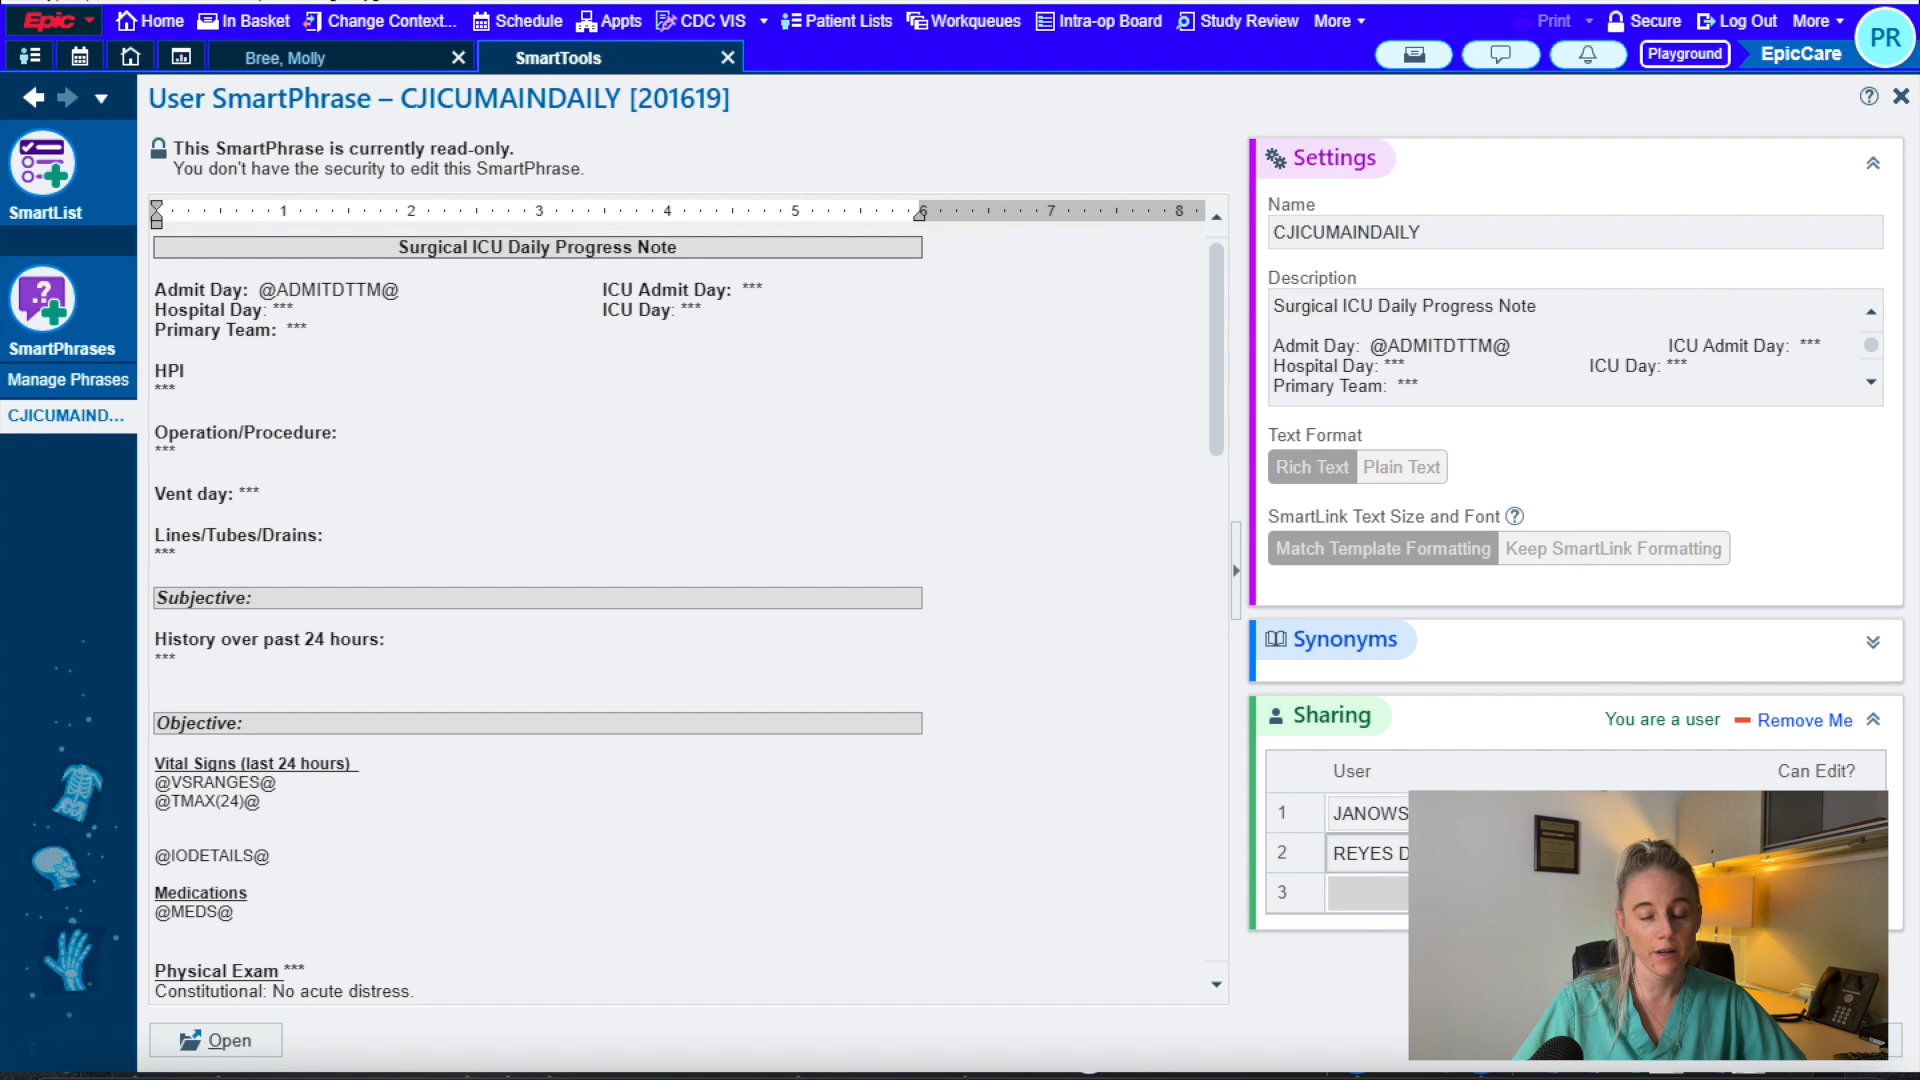 Epic Home In Basket Change Context... Schedule Appts CDC VIS Patient Lists Workqueues Intra-op Board Study Review More Print Secure Log Out More
PR
Bree, Molly SmartTools Playground EpicCare
User SmartPhrase – CJICUMAINDAILY [201619]
This SmartPhrase is currently read-only.
You don't have the security to edit this SmartPhrase.
SmartList
SmartPhrases
Manage Phrases
CJICUMAIND...
1 2 3 4 5 6 7 8
Surgical ICU Daily Progress Note
Admit Day: @ADMITDTTM@ ICU Admit Day: ***
Hospital Day: *** ICU Day: ***
Primary Team: ***
HPI
***
Operation/Procedure:
***
Vent day: ***
Lines/Tubes/Drains:
***
Subjective:
History over past 24 hours:
***
Objective:
Vital Signs (last 24 hours)
@VSRANGES@
@TMAX(24)@
@IODETAILS@
Medications
@MEDS@
Physical Exam ***
Constitutional: No acute distress.
Open
Settings
Name
CJICUMAINDAILY
Description
Surgical ICU Daily Progress Note
Admit Day: @ADMITDTTM@ ICU Admit Day: ***
Hospital Day: *** ICU Day: ***
Primary Team: ***
Text Format
Rich Text Plain Text
SmartLink Text Size and Font
Match Template Formatting Keep SmartLink Formatting
Synonyms
Sharing You are a user Remove Me
User Can Edit?
1 JANOWS
2 REYES D
3